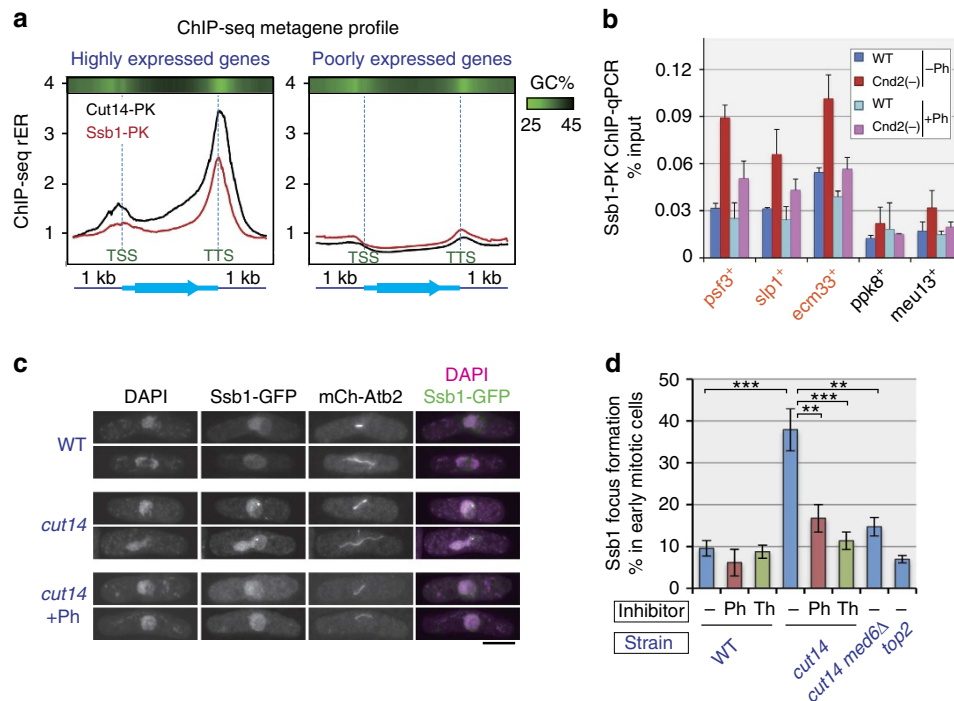 a
ChIP-seq metagene profile
Highly expressed genes
Poorly expressed genes
GC%
25 45
4
3
2
1
ChIP-seq rER
Cut14-PK
Ssb1-PK
TSS
TTS
1 kb
1 kb
4
3
2
1
TSS
TTS
1 kb
1 kb
b
Ssb1-PK ChIP-qPCR
% input
0.12
0.09
0.06
0.03
0
WT
Cnd2(–)
–Ph
WT
Cnd2(–)
+Ph
psf3+
slp1+
ecm33+
ppk8+
meu13+
c
DAPI
Ssb1-GFP
mCh-Atb2
DAPI
Ssb1-GFP
WT
cut14
cut14
+Ph
d
Ssb1 focus formation
% in early mitotic cells
50
40
30
20
10
0
***
**
***
**
Inhibitor – Ph Th – Ph Th – –
Strain
WT
cut14
cut14 med6Δ
top2